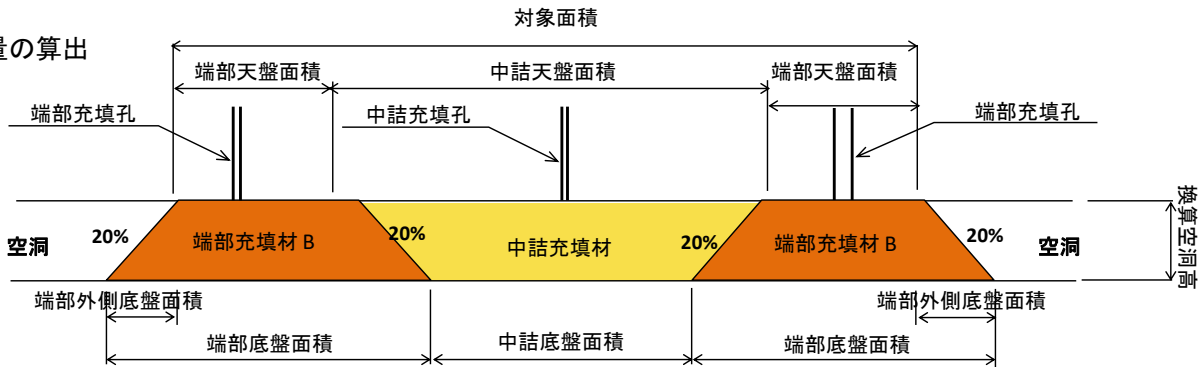 対象面積
量の算出
端部天盤面積
中詰天盤面積
端部天盤面積
端部充填孔
中詰充填孔
端部充填孔
空洞
20%
端部充填材 B
20%
中詰充填材
20%
端部充填材 B
20%
空洞
換算空洞高
端部外側底盤面積
端部外側底盤面積
端部底盤面積
中詰底盤面積
端部底盤面積